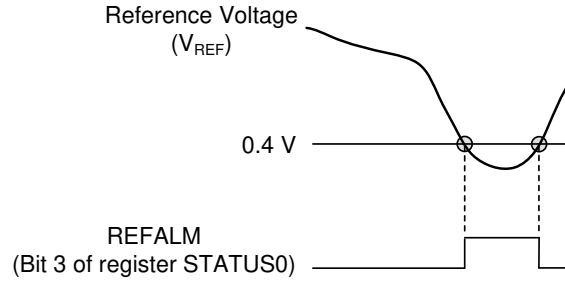 Reference Voltage
(VREF)
0.4 V
REFALM
(Bit 3 of register STATUS0)